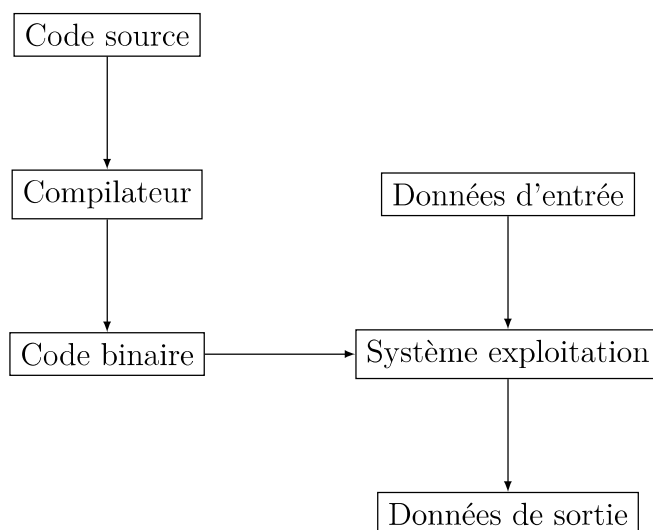 Code source
Compilateur
Données d'entrée
Code binaire
Système exploitation
Données de sortie